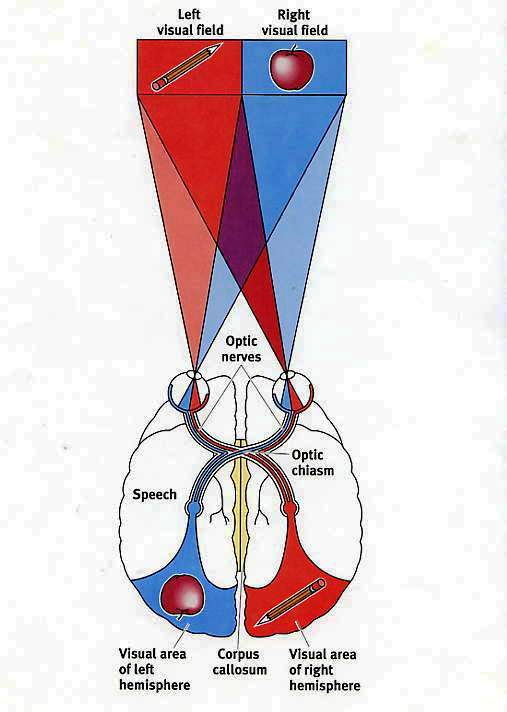 Left
visual field
Right
visual field
Optic
nerves
Optic
chiasm
Speech
Visual area
of left
hemisphere
Corpus
callosum
Visual area
of right
hemisphere